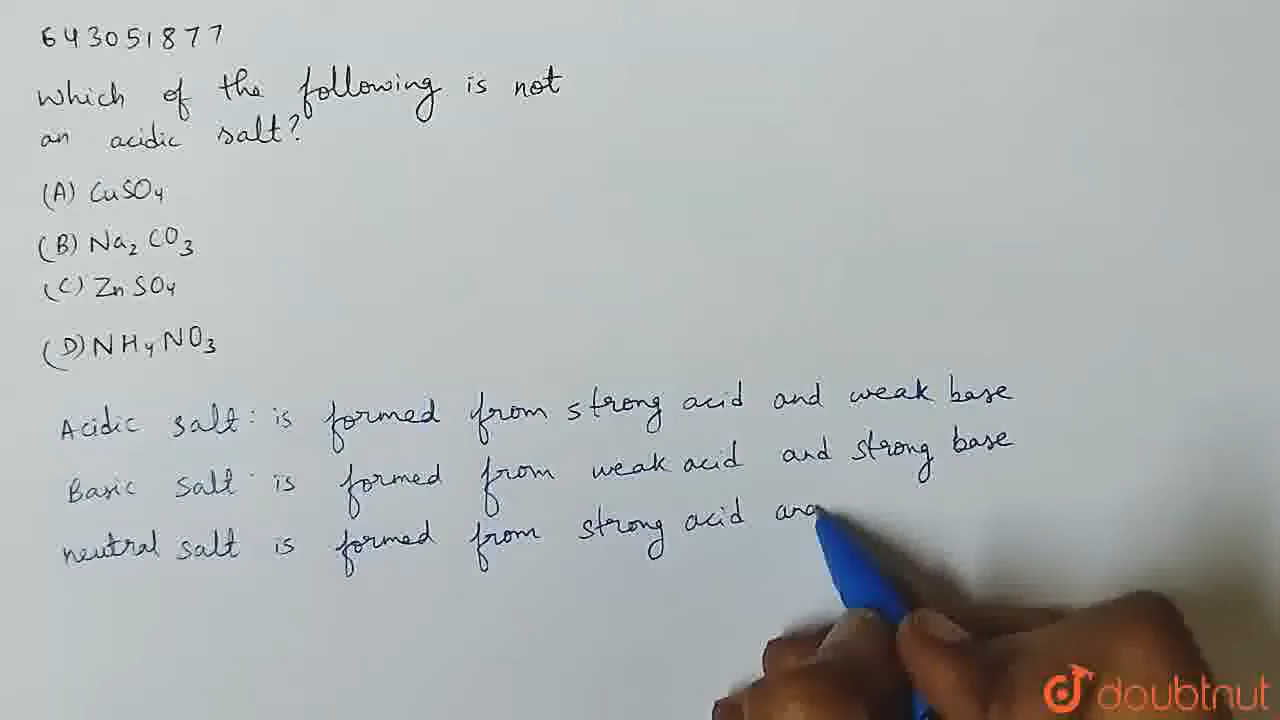 643051877
Which of the following is not
an acidic salt?
(A) CuSO4
(B) Na2CO3
(C) ZnSO4
(D) NH4NO3
Acidic salt: is formed from strong acid and weak base
Basic salt is formed from weak acid and strong base
neutral salt is formed from strong acid and
doubtnut